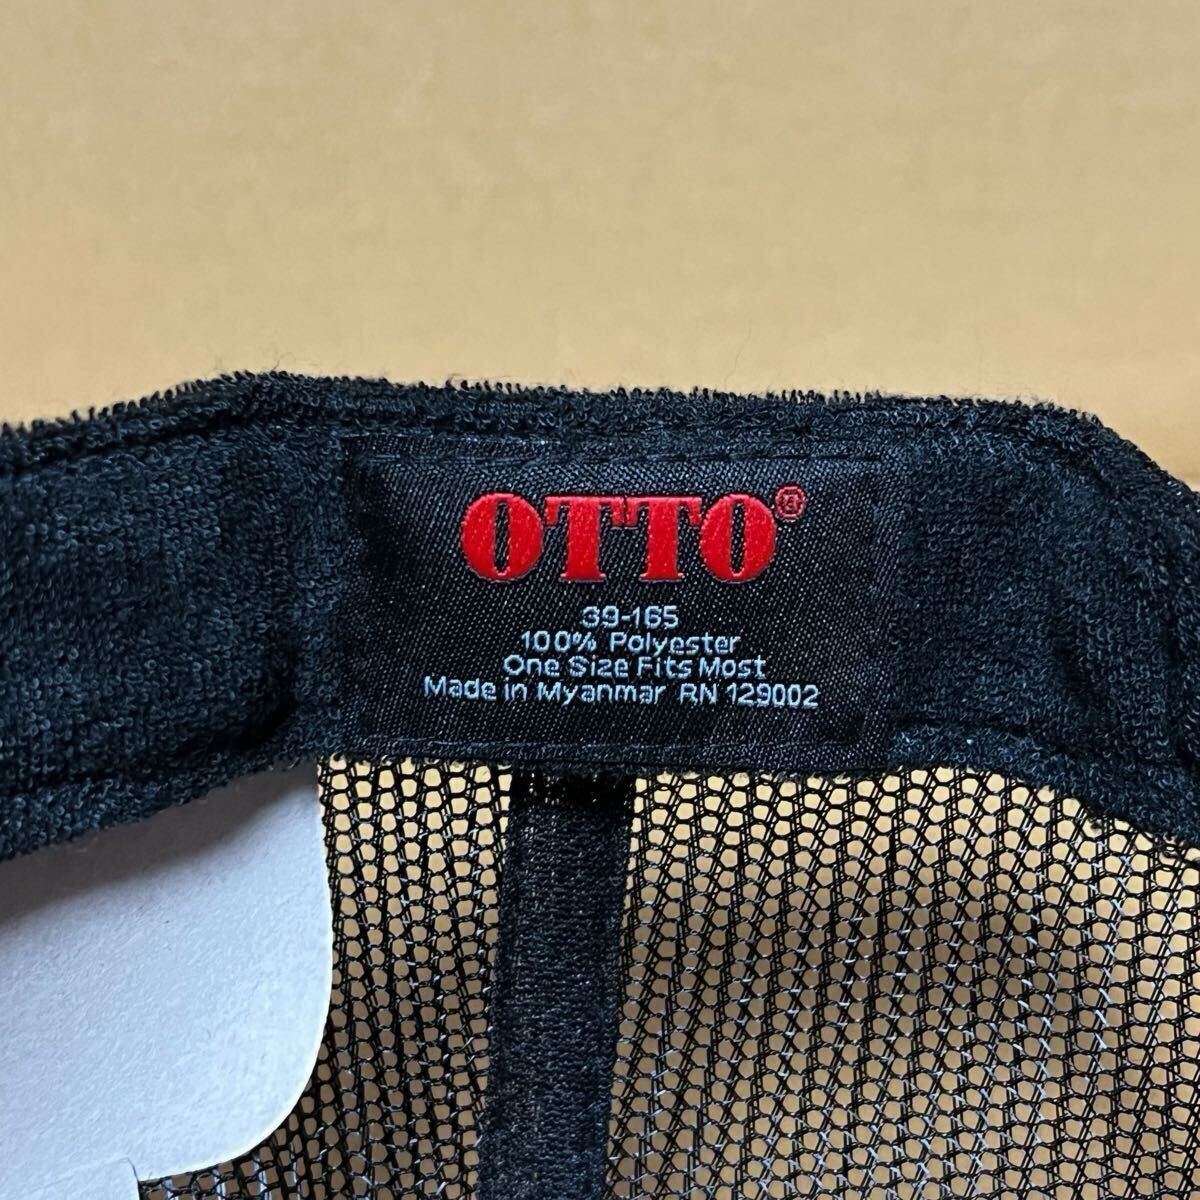 OTTO®
39-165
100% Polyester
One Size Fits Most
Made in Myanmar RN 129002